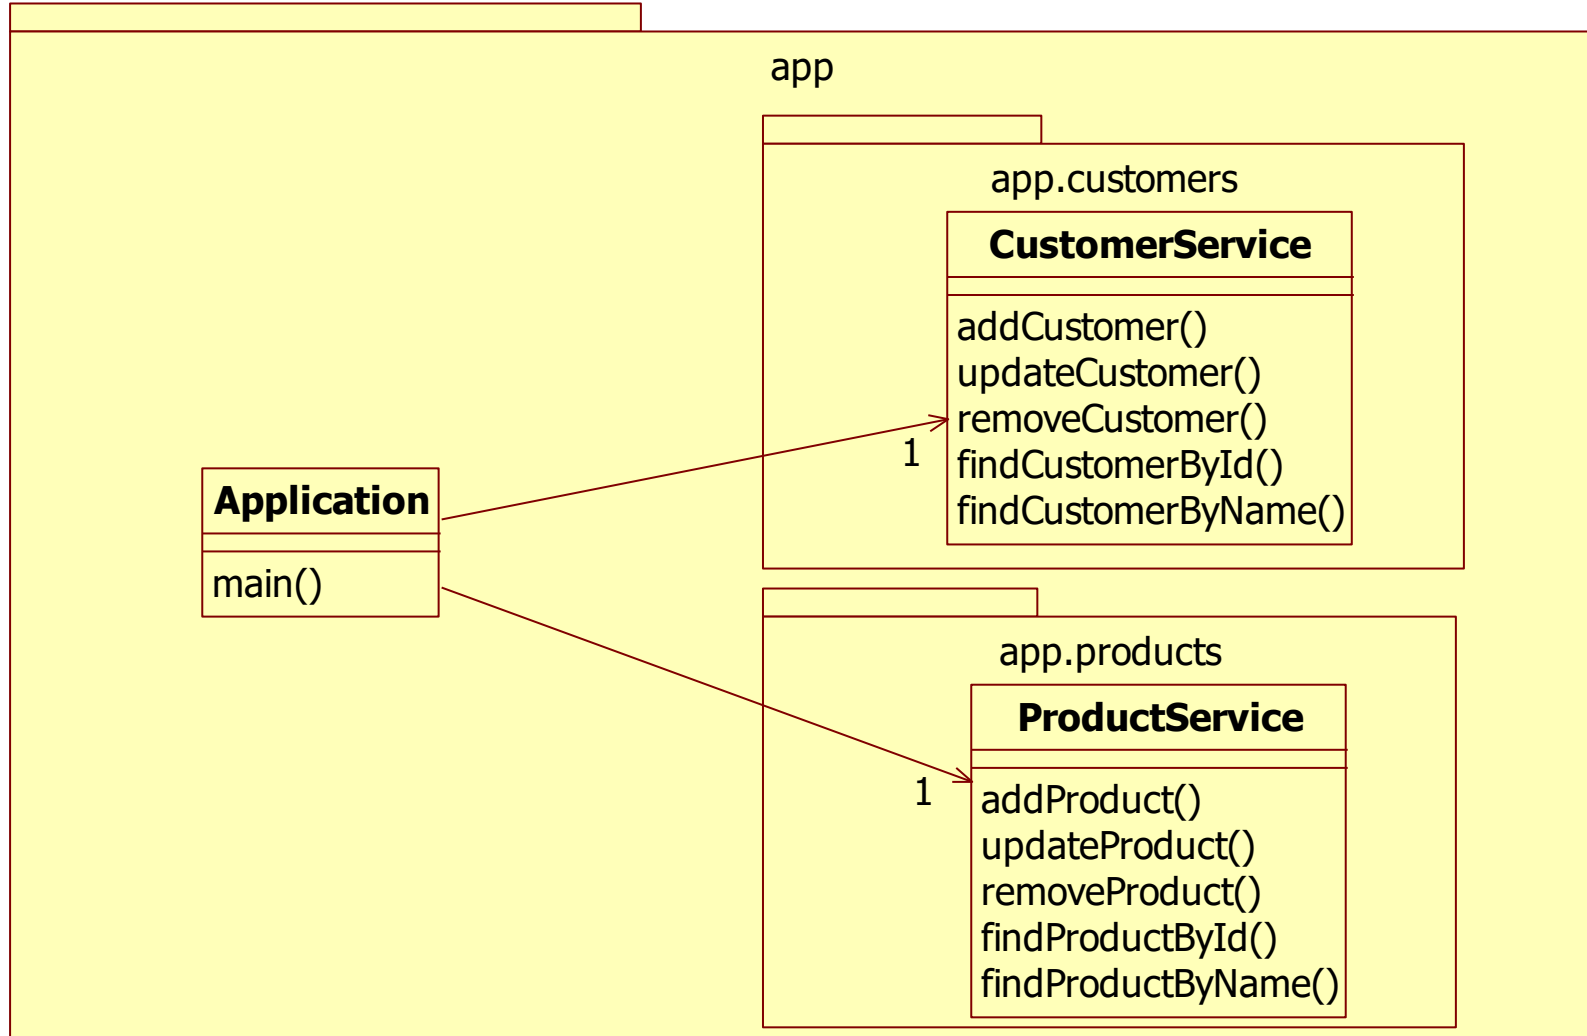 app
app.customers
CustomerService
addCustomer()
updateCustomer()
removeCustomer()
findCustomerById()
findCustomerByName()
1
Application
main()
app.products
ProductService
1
addProduct()
updateProduct()
removeProduct()
findProductById()
findProductByName()